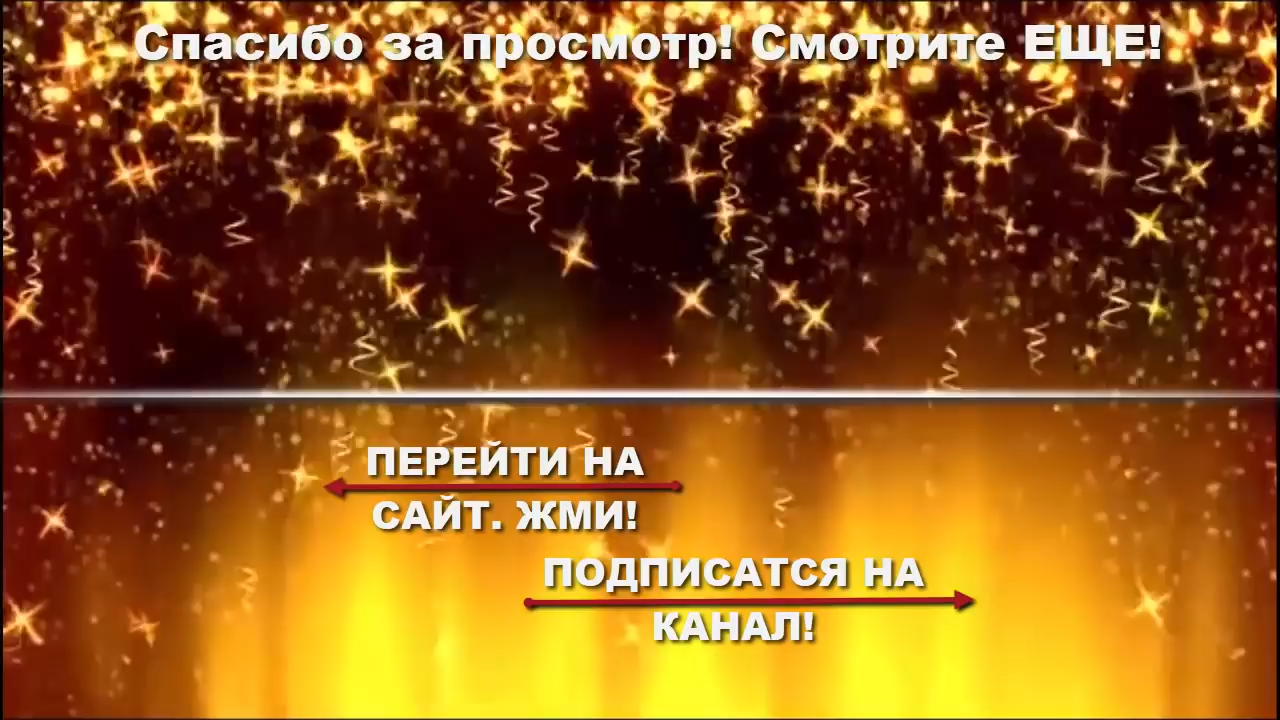 Спасибо за просмотр! Смотрите ЕЩЕ!
ПЕРЕЙТИ НА
САЙТ. ЖМИ!
ПОДПИСАТСЯ НА
КАНАЛ!